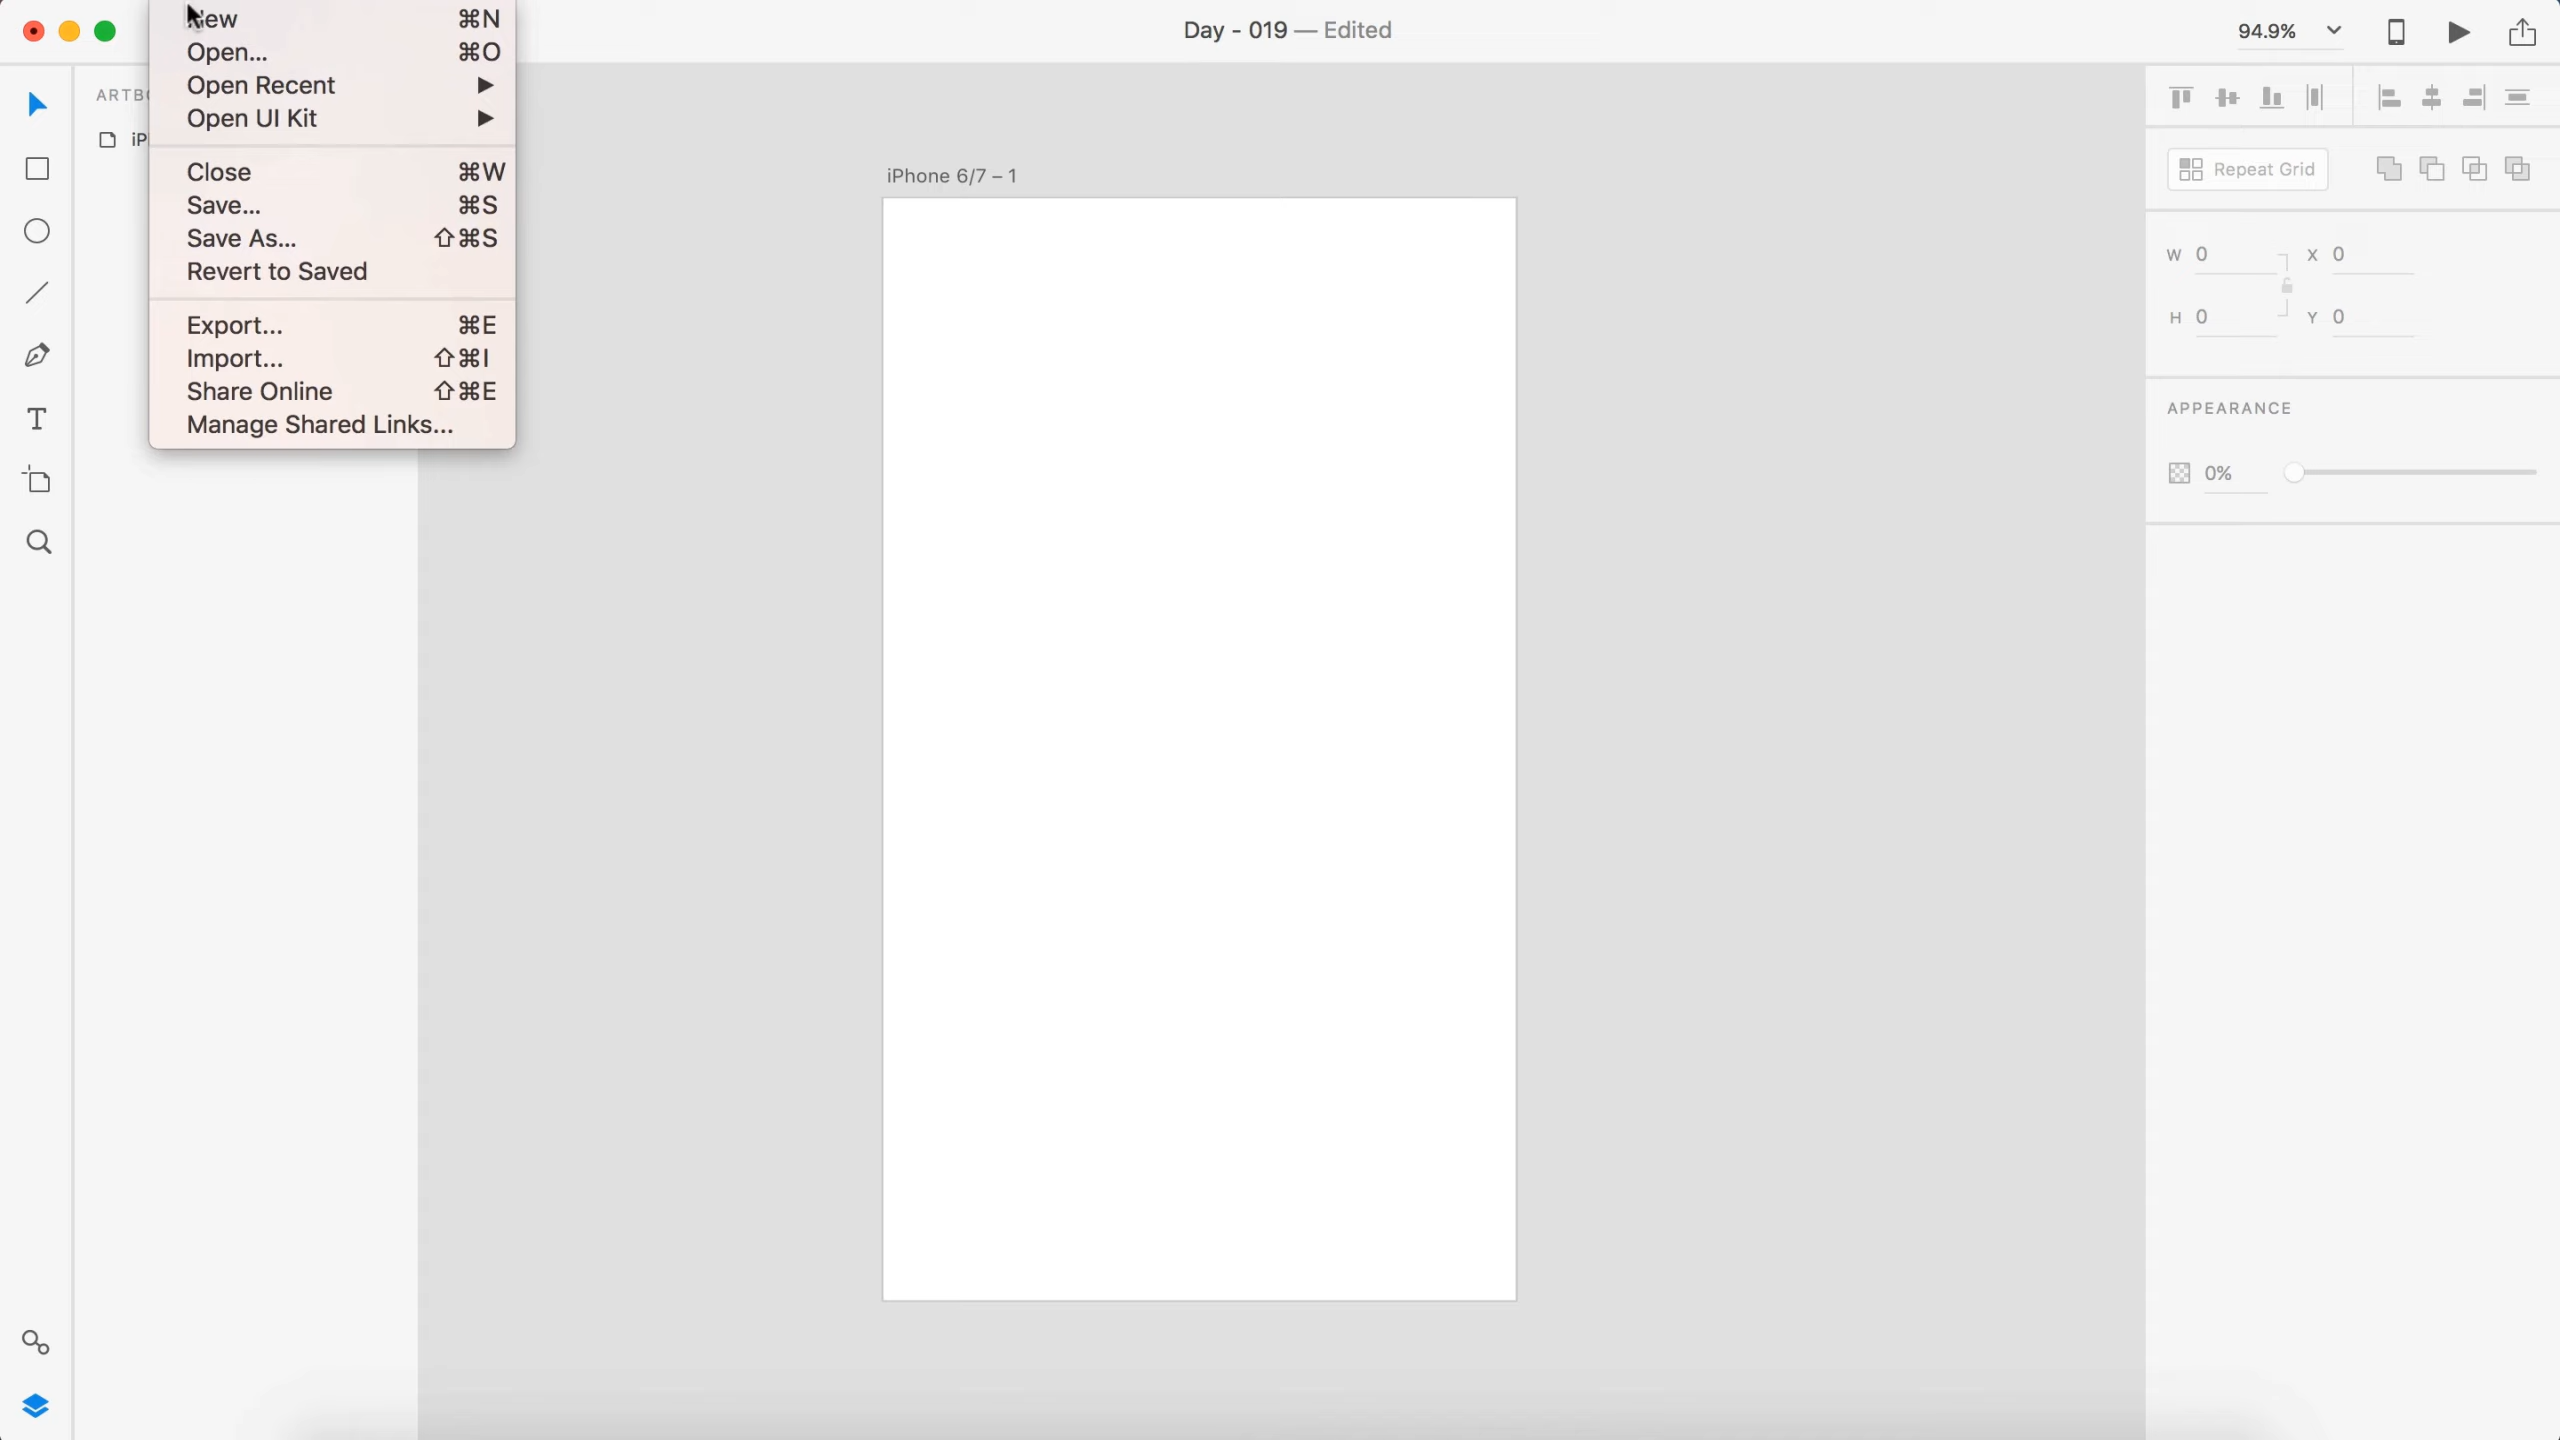 Day - 019 — Edited
94.9%
New ⌘N
Open... ⌘O
Open Recent ▶
Open UI Kit ▶
Close ⌘W
Save... ⌘S
Save As... ⇧⌘S
Revert to Saved
Export... ⌘E
Import... ⇧⌘I
Share Online ⇧⌘E
Manage Shared Links...
iPhone 6/7 – 1
Repeat Grid
W 0 X 0
H 0 Y 0
APPEARANCE
0%